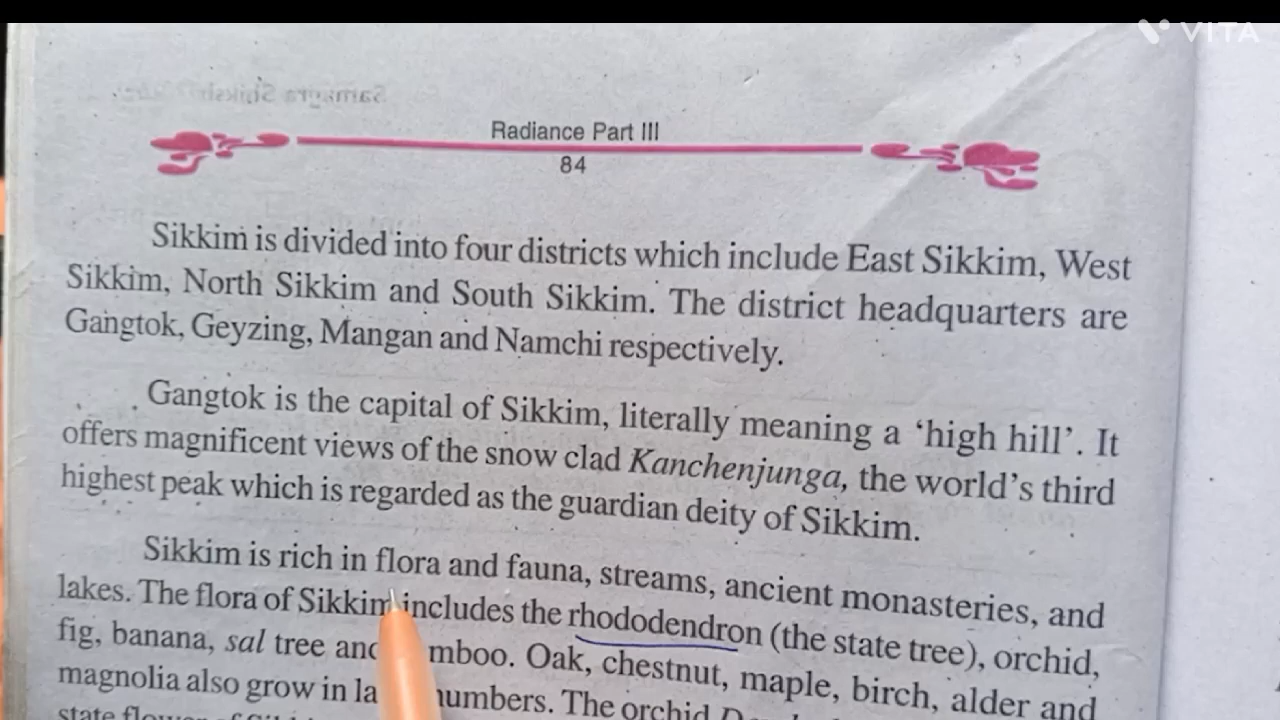 VITA
Radiance Part III
84
Sikkim is divided into four districts which include East Sikkim, West
Sikkim, North Sikkim and South Sikkim. The district headquarters are
Gangtok, Geyzing, Mangan and Namchi respectively.
Gangtok is the capital of Sikkim, literally meaning a ‘high hill’. It
offers magnificent views of the snow clad Kanchenjunga, the world’s third
highest peak which is regarded as the guardian deity of Sikkim.
Sikkim is rich in flora and fauna, streams, ancient monasteries, and
lakes. The flora of Sikkim includes the rhododendron (the state tree), orchid,
fig, banana, sal tree and mboo. Oak, chestnut, maple, birch, alder and
magnolia also grow in la numbers. The orchid
state flower of